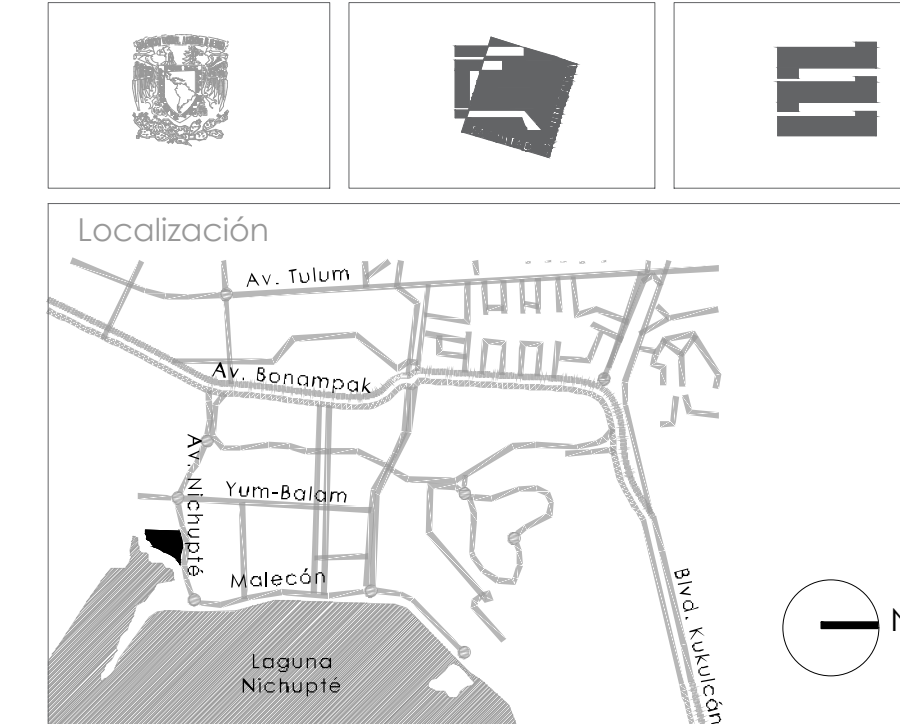 Localización
Av. Tulum
Av. Bonampak
Av. Nichupté
Yum-Balam
Malecón
Blvd. Kukulcán
N
Laguna
Nichupté